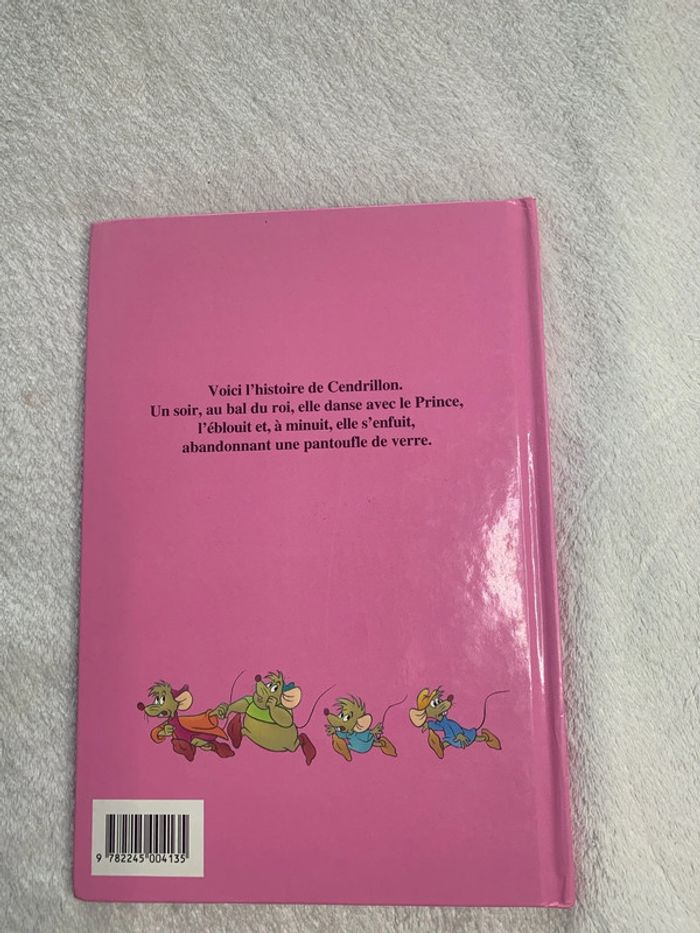 Voici l'histoire de Cendrillon.
Un soir, au bal du roi, elle danse avec le Prince,
l'éblouit et, à minuit, elle s'enfuit,
abandonnant une pantoufle de verre.
9 782245 004135